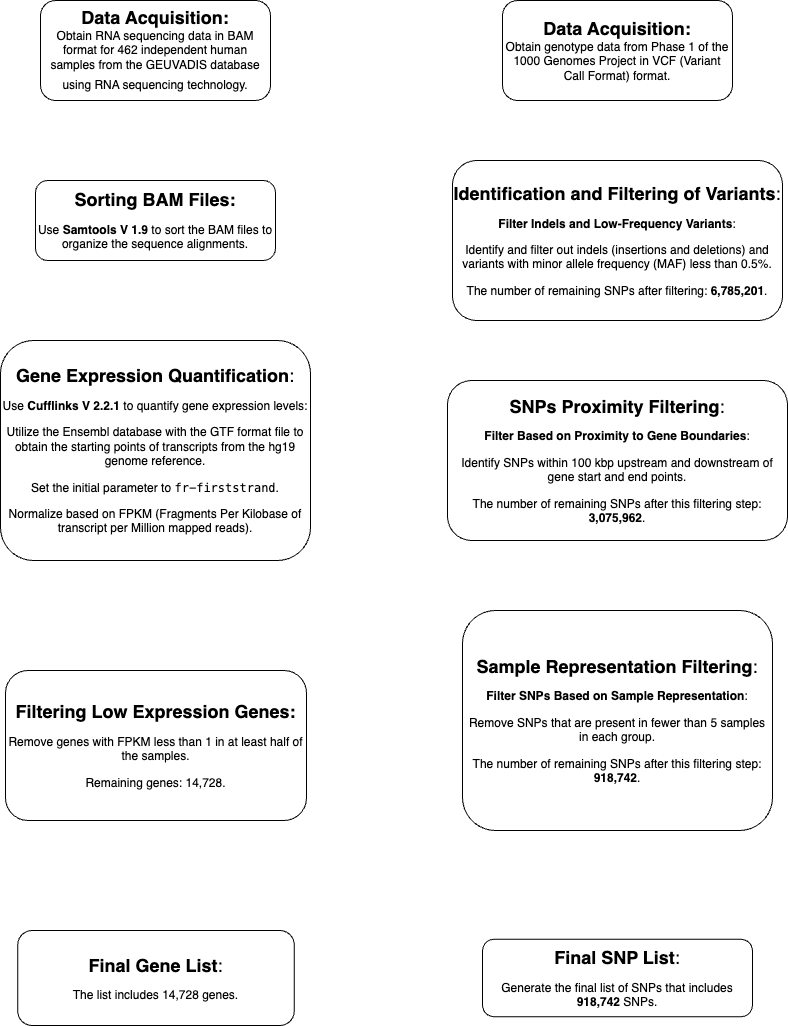 Data Acquisition:
Obtain RNA sequencing data in BAM
format for 462 independent human
samples from the GEUVADIS database
using RNA sequencing technology.
Data Acquisition:
Obtain genotype data from Phase 1 of the
1000 Genomes Project in VCF (Variant
Call Format) format.
Sorting BAM Files:
Use Samtools V 1.9 to sort the BAM files to
organize the sequence alignments.
Identification and Filtering of Variants:
Filter Indels and Low-Frequency Variants:
Identify and filter out indels (insertions and deletions) and
variants with minor allele frequency (MAF) less than 0.5%.
The number of remaining SNPs after filtering: 6,785,201.
Gene Expression Quantification:
Use Cufflinks V 2.2.1 to quantify gene expression levels:
Utilize the Ensembl database with the GTF format file to
obtain the starting points of transcripts from the hg19
genome reference.
Set the initial parameter to fr-firststrand.
Normalize based on FPKM (Fragments Per Kilobase of
transcript per Million mapped reads).
SNPs Proximity Filtering:
Filter Based on Proximity to Gene Boundaries:
Identify SNPs within 100 kbp upstream and downstream of
gene start and end points.
The number of remaining SNPs after this filtering step:
3,075,962.
Filtering Low Expression Genes:
Remove genes with FPKM less than 1 in at least half of
the samples.
Remaining genes: 14,728.
Sample Representation Filtering:
Filter SNPs Based on Sample Representation:
Remove SNPs that are present in fewer than 5 samples
in each group.
The number of remaining SNPs after this filtering step:
918,742.
Final Gene List:
The list includes 14,728 genes.
Final SNP List:
Generate the final list of SNPs that includes
918,742 SNPs.